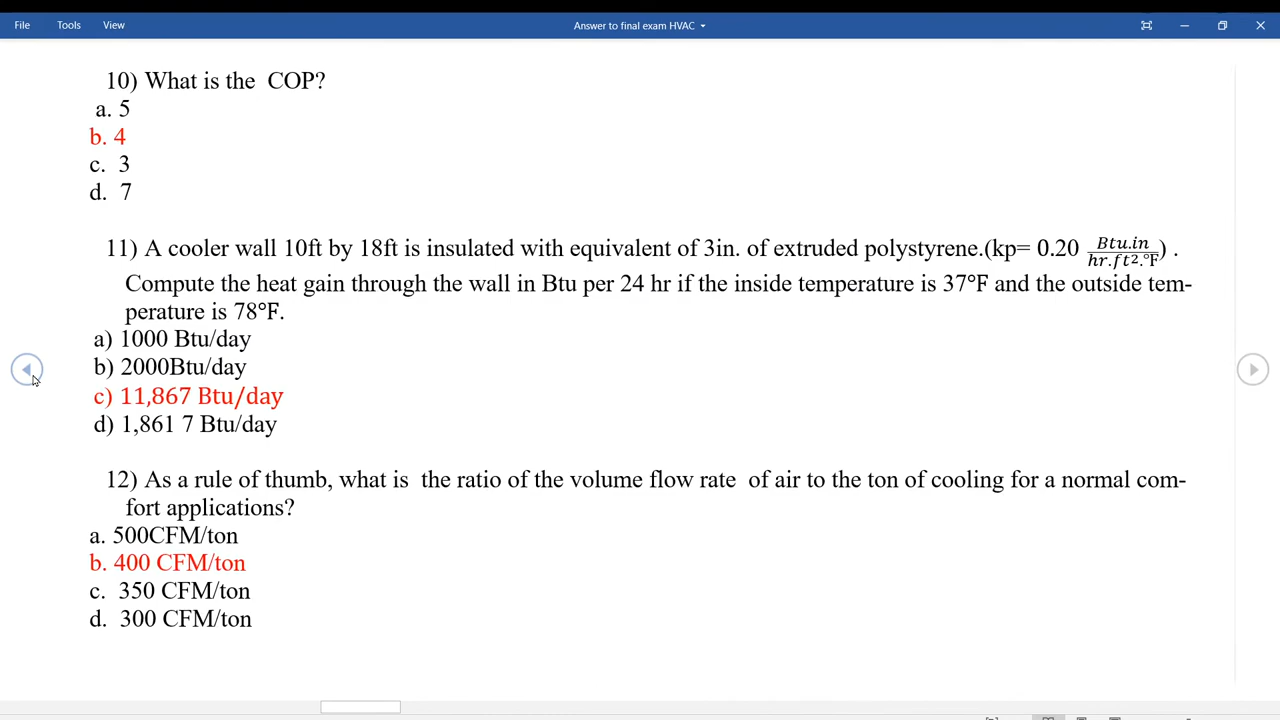 File Tools View Answer to final exam HVAC
10) What is the COP?
a. 5
b. 4
c. 3
d. 7
11) A cooler wall 10ft by 18ft is insulated with equivalent of 3in. of extruded polystyrene.(kp= 0.20 Btu.in/hr.ft².°F) .
Compute the heat gain through the wall in Btu per 24 hr if the inside temperature is 37°F and the outside tem-
perature is 78°F.
a) 1000 Btu/day
b) 2000Btu/day
c) 11,867 Btu/day
d) 1,861 7 Btu/day
12) As a rule of thumb, what is the ratio of the volume flow rate of air to the ton of cooling for a normal com-
fort applications?
a. 500CFM/ton
b. 400 CFM/ton
c. 350 CFM/ton
d. 300 CFM/ton